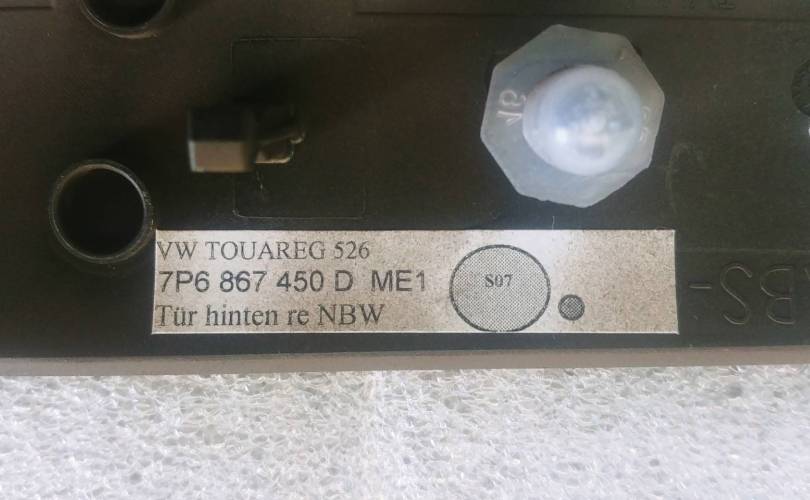 VW TOUAREG 526
7P6 867 450 D ME1
S07
Tür hinten re NBW